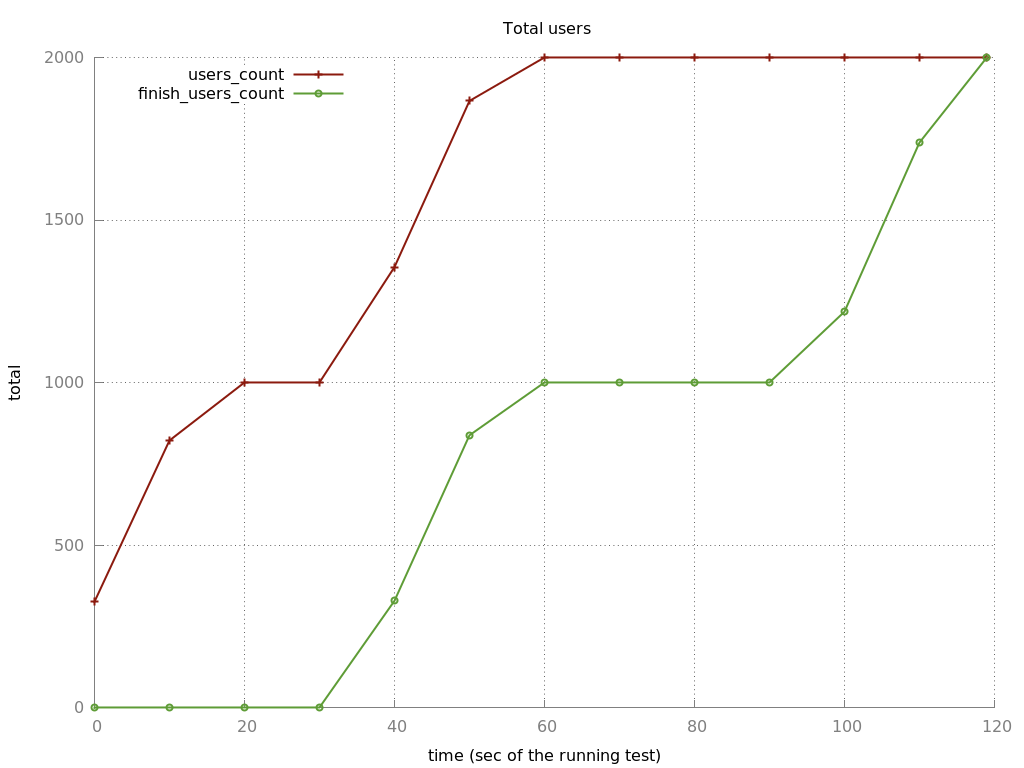 Total users
users_count
finish_users_count
2000
1500
1000
500
0
total
0 20 40 60 80 100 120
time (sec of the running test)